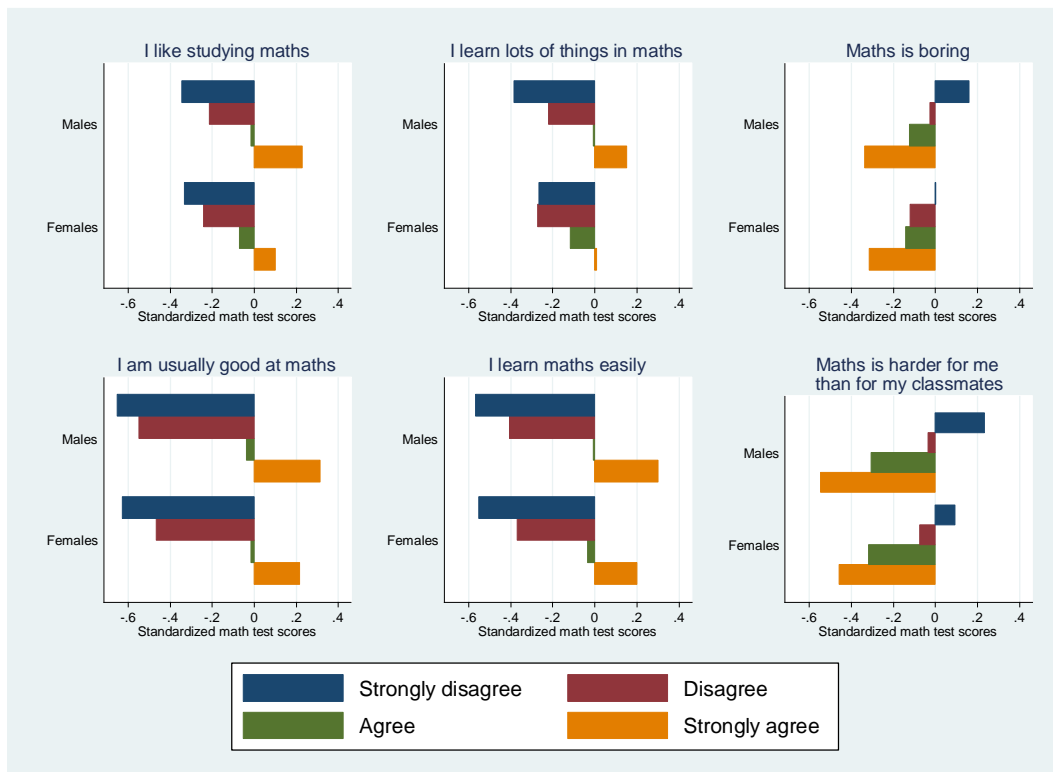 I like studying maths
Males
Females
-.6 -.4 -.2 0 .2 .4
Standardized math test scores
I learn lots of things in maths
Males
Females
-.6 -.4 -.2 0 .2 .4
Standardized math test scores
Maths is boring
Males
Females
-.6 -.4 -.2 0 .2 .4
Standardized math test scores
I am usually good at maths
Males
Females
-.6 -.4 -.2 0 .2 .4
Standardized math test scores
I learn maths easily
Males
Females
-.6 -.4 -.2 0 .2 .4
Standardized math test scores
Maths is harder for me
than for my classmates
Males
Females
-.6 -.4 -.2 0 .2 .4
Standardized math test scores
Strongly disagree Disagree
Agree Strongly agree